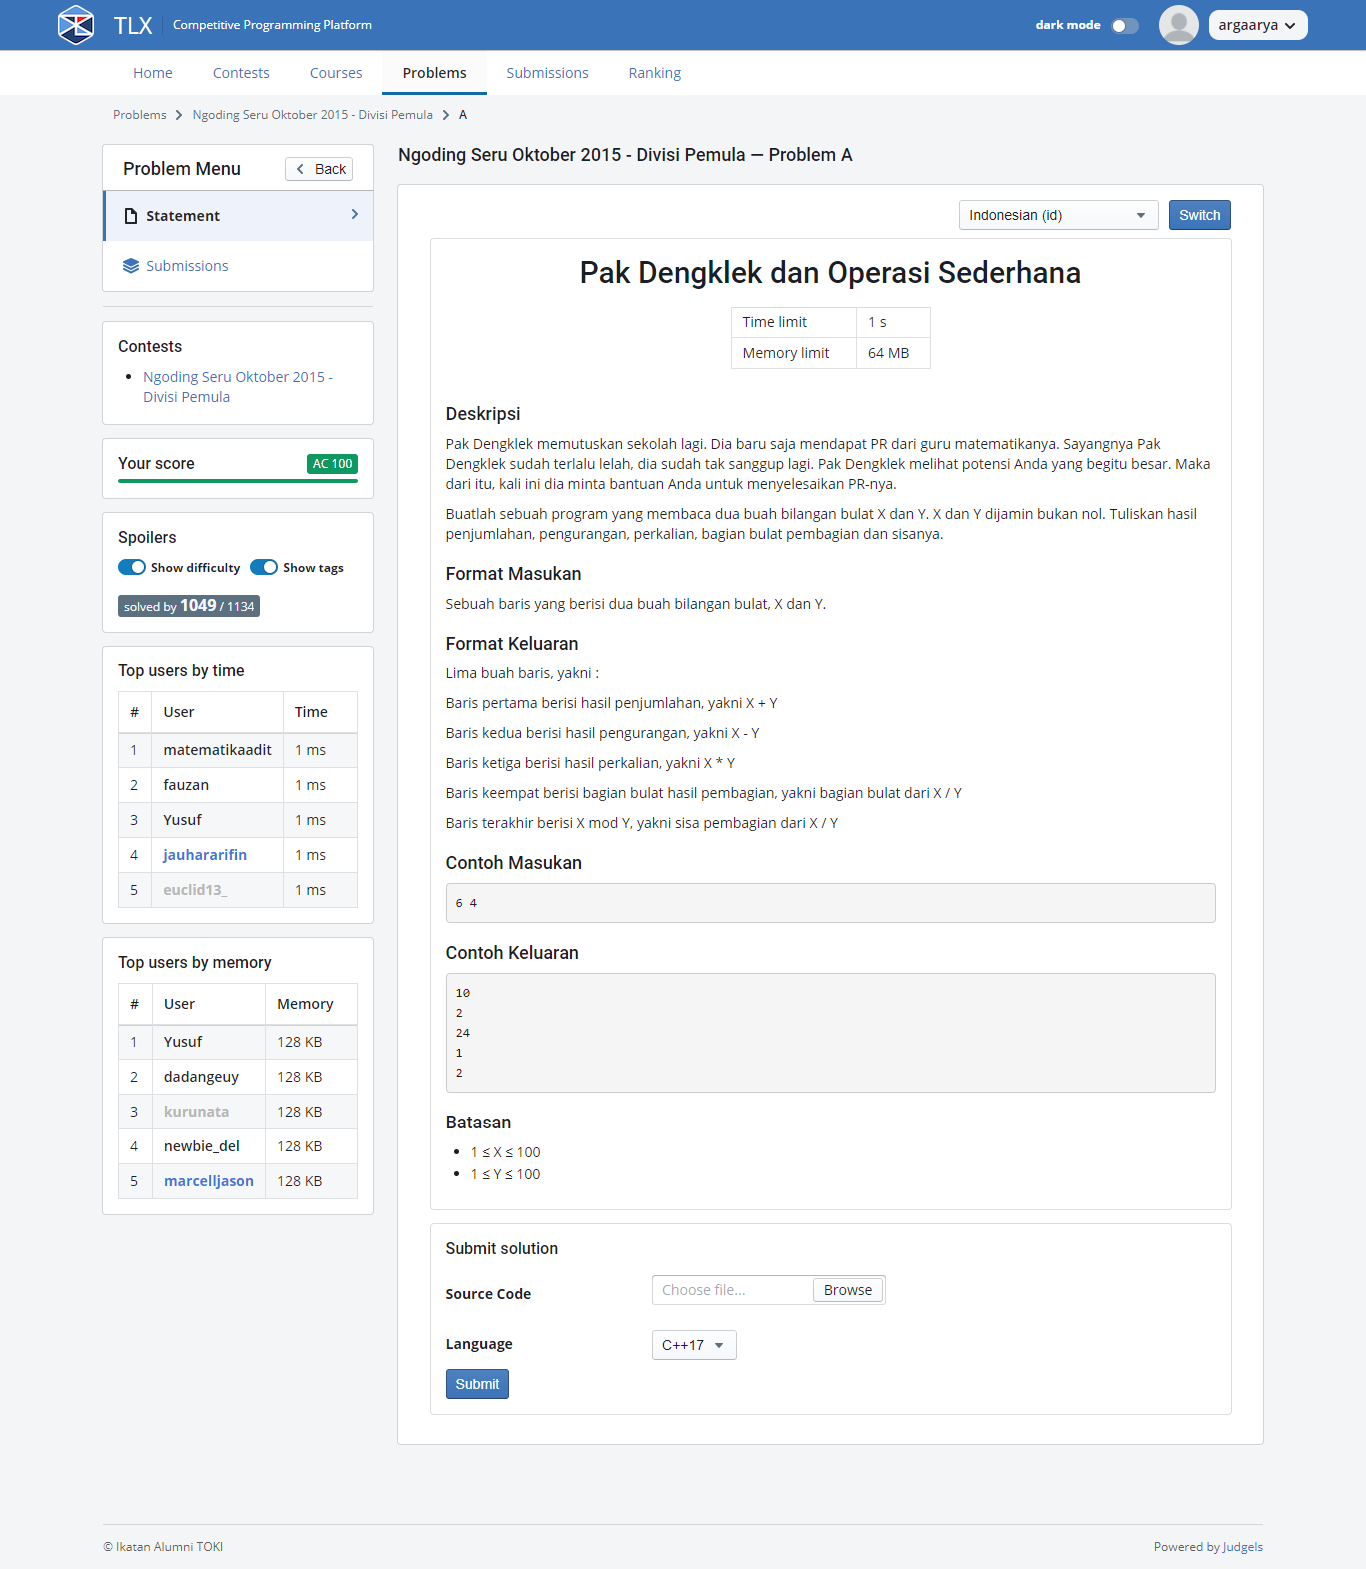 TLX Competitive Programming Platform dark mode argaarya
Home Contests Courses Problems Submissions Ranking
Problems Ngoding Seru Oktober 2015 - Divisi Pemula A
Problem Menu Back
Statement
Submissions
Contests
Ngoding Seru Oktober 2015 -
Divisi Pemula
Your score AC 100
Spoilers
Show difficulty Show tags
solved by 1049 / 1134
Top users by time
# User Time
1 matematikaadit 1 ms
2 fauzan 1 ms
3 Yusuf 1 ms
4 jauhararifin 1 ms
5 euclid13_ 1 ms
Top users by memory
# User Memory
1 Yusuf 128 KB
2 dadangeuy 128 KB
3 kurunata 128 KB
4 newbie_del 128 KB
5 marcelljason 128 KB
Ngoding Seru Oktober 2015 - Divisi Pemula — Problem A
Indonesian (id) Switch
Pak Dengklek dan Operasi Sederhana
Time limit 1 s
Memory limit 64 MB
Deskripsi
Pak Dengklek memutuskan sekolah lagi. Dia baru saja mendapat PR dari guru matematikanya. Sayangnya Pak
Dengklek sudah terlalu lelah, dia sudah tak sanggup lagi. Pak Dengklek melihat potensi Anda yang begitu besar. Maka
dari itu, kali ini dia minta bantuan Anda untuk menyelesaikan PR-nya.
Buatlah sebuah program yang membaca dua buah bilangan bulat X dan Y. X dan Y dijamin bukan nol. Tuliskan hasil
penjumlahan, pengurangan, perkalian, bagian bulat pembagian dan sisanya.
Format Masukan
Sebuah baris yang berisi dua buah bilangan bulat, X dan Y.
Format Keluaran
Lima buah baris, yakni :
Baris pertama berisi hasil penjumlahan, yakni X + Y
Baris kedua berisi hasil pengurangan, yakni X - Y
Baris ketiga berisi hasil perkalian, yakni X * Y
Baris keempat berisi bagian bulat hasil pembagian, yakni bagian bulat dari X / Y
Baris terakhir berisi X mod Y, yakni sisa pembagian dari X / Y
Contoh Masukan
6 4
Contoh Keluaran
10
2
24
1
2
Batasan
1 ≤ X ≤ 100
1 ≤ Y ≤ 100
Submit solution
Source Code Choose file... Browse
Language C++17
Submit
© Ikatan Alumni TOKI Powered by Judgels